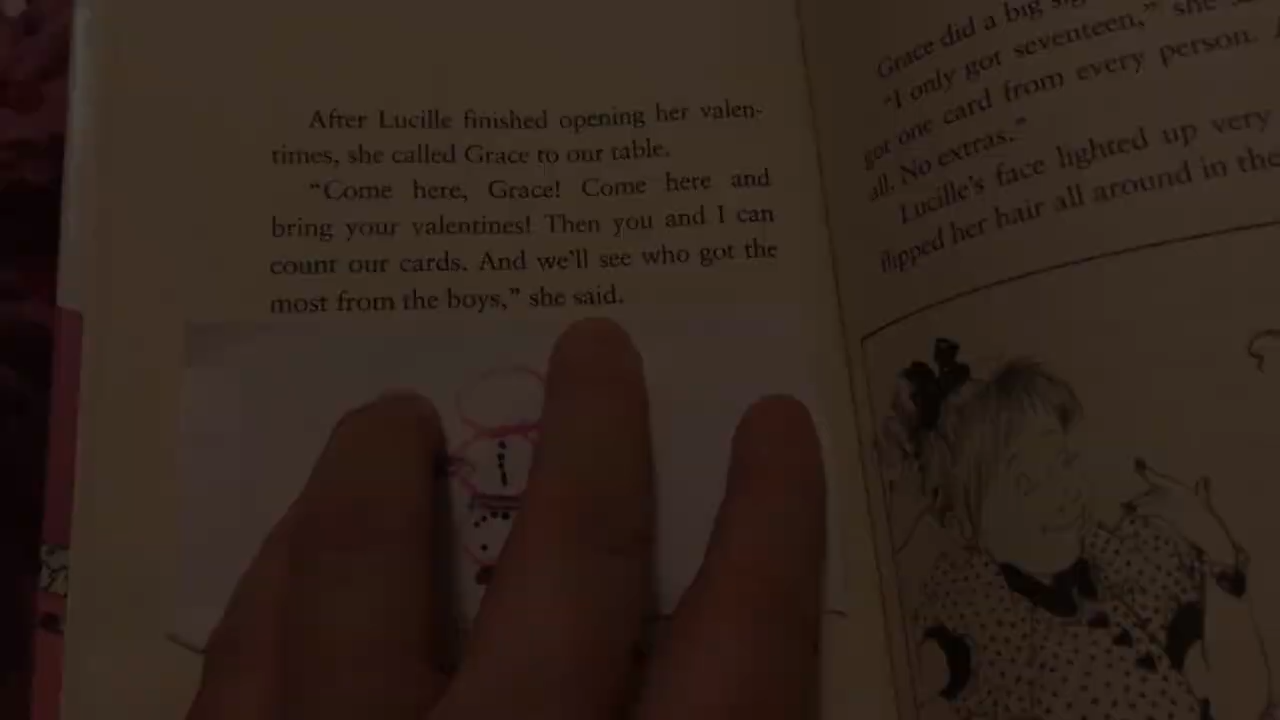 After Lucille finished opening her valen-
times, she called Grace to our table.
"Come here, Grace! Come here and
bring your valentines! Then you and I can
count our cards. And we'll see who got the
most from the boys," she said.
Grace did a big
"I only got seventeen," she
got one card from every person.
all. No extras."
Lucille's face lighted up very
flipped her hair all around in the